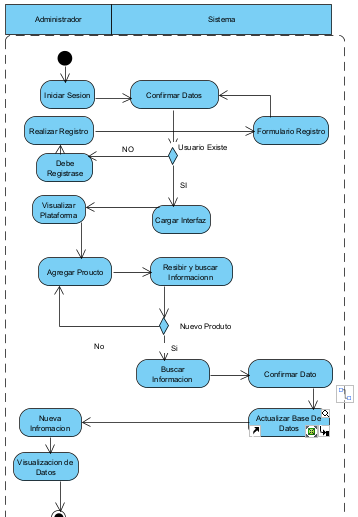 Administrador
Sistema
Iniciar Sesion
Confirmar Datos
Realizar Registro
Formulario Registro
Usuario Existe
NO
Debe
Registrase
SI
Visualizar
Plataforma
Cargar Interfaz
Agregar Proucto
Resibir y buscar
Informacionn
Nuevo Produto
No
Si
Buscar
Informacion
Confirmar Dato
Nueva
Infromacion
Actualizar Base De
Datos
Visualizacion de
Datos